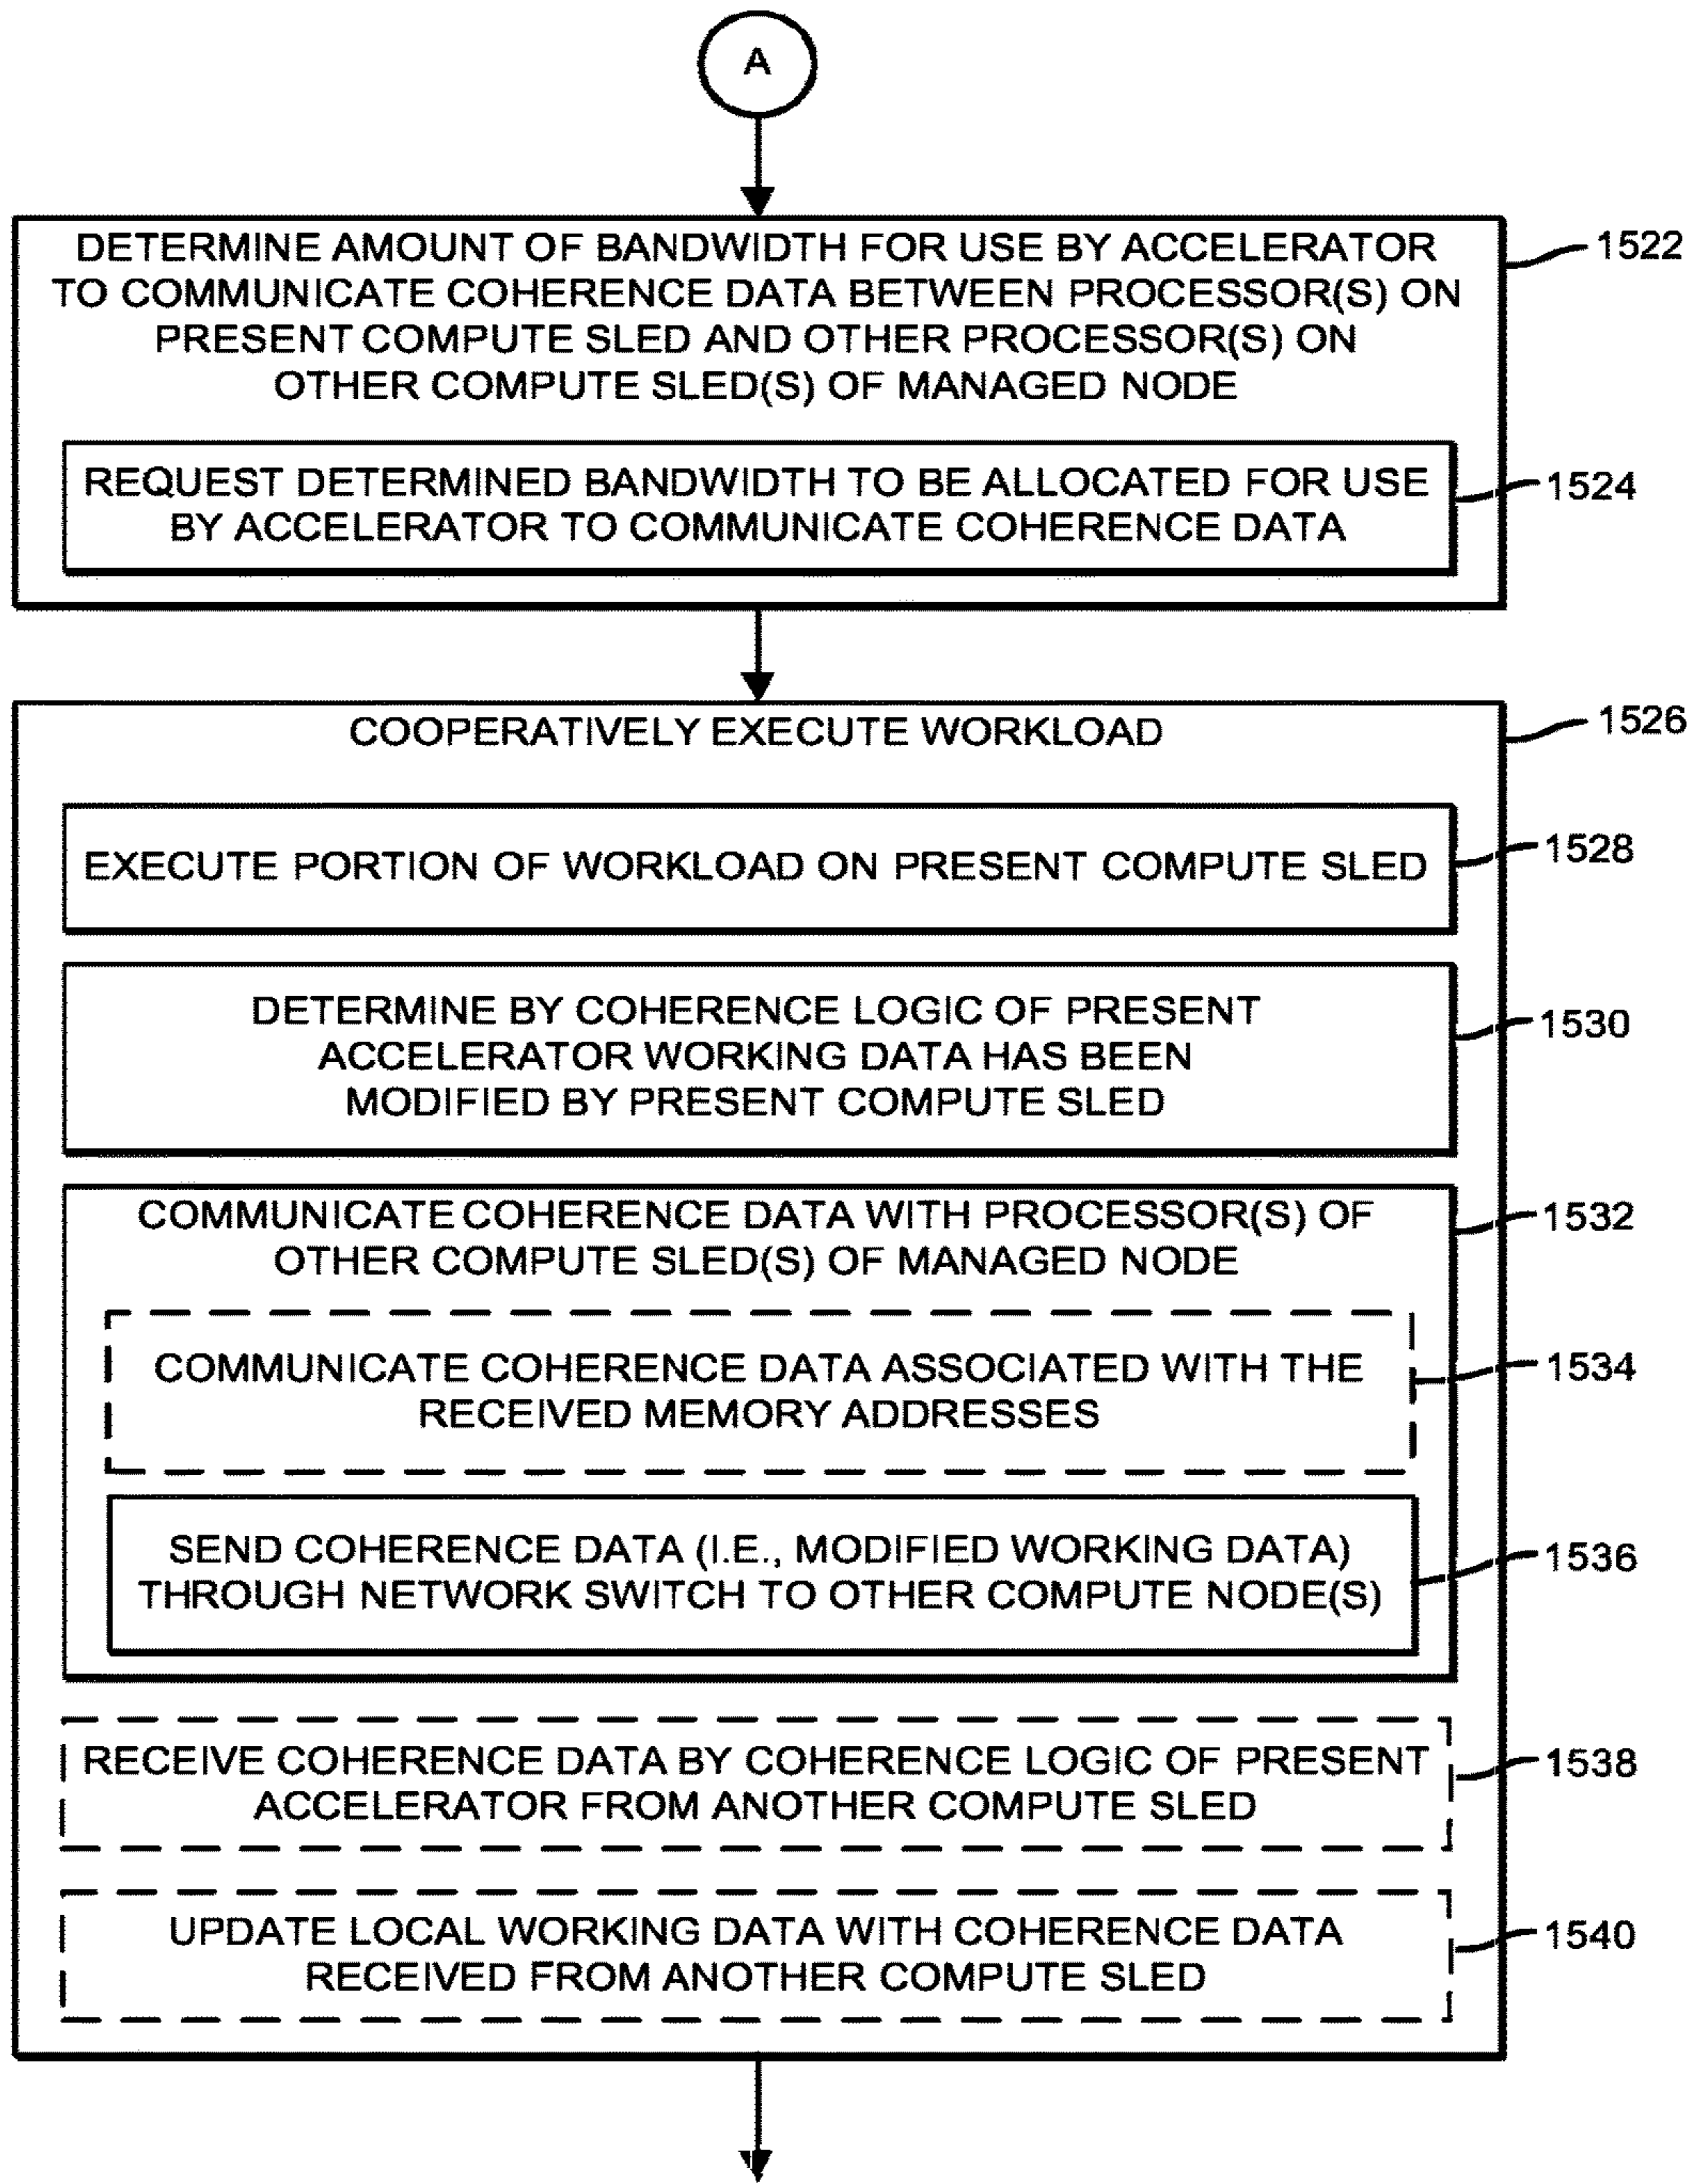 A
DETERMINE AMOUNT OF BANDWIDTH FOR USE BY ACCELERATOR
TO COMMUNICATE COHERENCE DATA BETWEEN PROCESSOR(S) ON
PRESENT COMPUTE SLED AND OTHER PROCESSOR(S) ON
OTHER COMPUTE SLED(S) OF MANAGED NODE
1522
REQUEST DETERMINED BANDWIDTH TO BE ALLOCATED FOR USE
BY ACCELERATOR TO COMMUNICATE COHERENCE DATA
1524
COOPERATIVELY EXECUTE WORKLOAD
1526
EXECUTE PORTION OF WORKLOAD ON PRESENT COMPUTE SLED
1528
DETERMINE BY COHERENCE LOGIC OF PRESENT
ACCELERATOR WORKING DATA HAS BEEN
MODIFIED BY PRESENT COMPUTE SLED
1530
COMMUNICATE COHERENCE DATA WITH PROCESSOR(S) OF
OTHER COMPUTE SLED(S) OF MANAGED NODE
1532
COMMUNICATE COHERENCE DATA ASSOCIATED WITH THE
RECEIVED MEMORY ADDRESSES
1534
SEND COHERENCE DATA (I.E., MODIFIED WORKING DATA)
THROUGH NETWORK SWITCH TO OTHER COMPUTE NODE(S)
1536
RECEIVE COHERENCE DATA BY COHERENCE LOGIC OF PRESENT
ACCELERATOR FROM ANOTHER COMPUTE SLED
1538
UPDATE LOCAL WORKING DATA WITH COHERENCE DATA
RECEIVED FROM ANOTHER COMPUTE SLED
1540